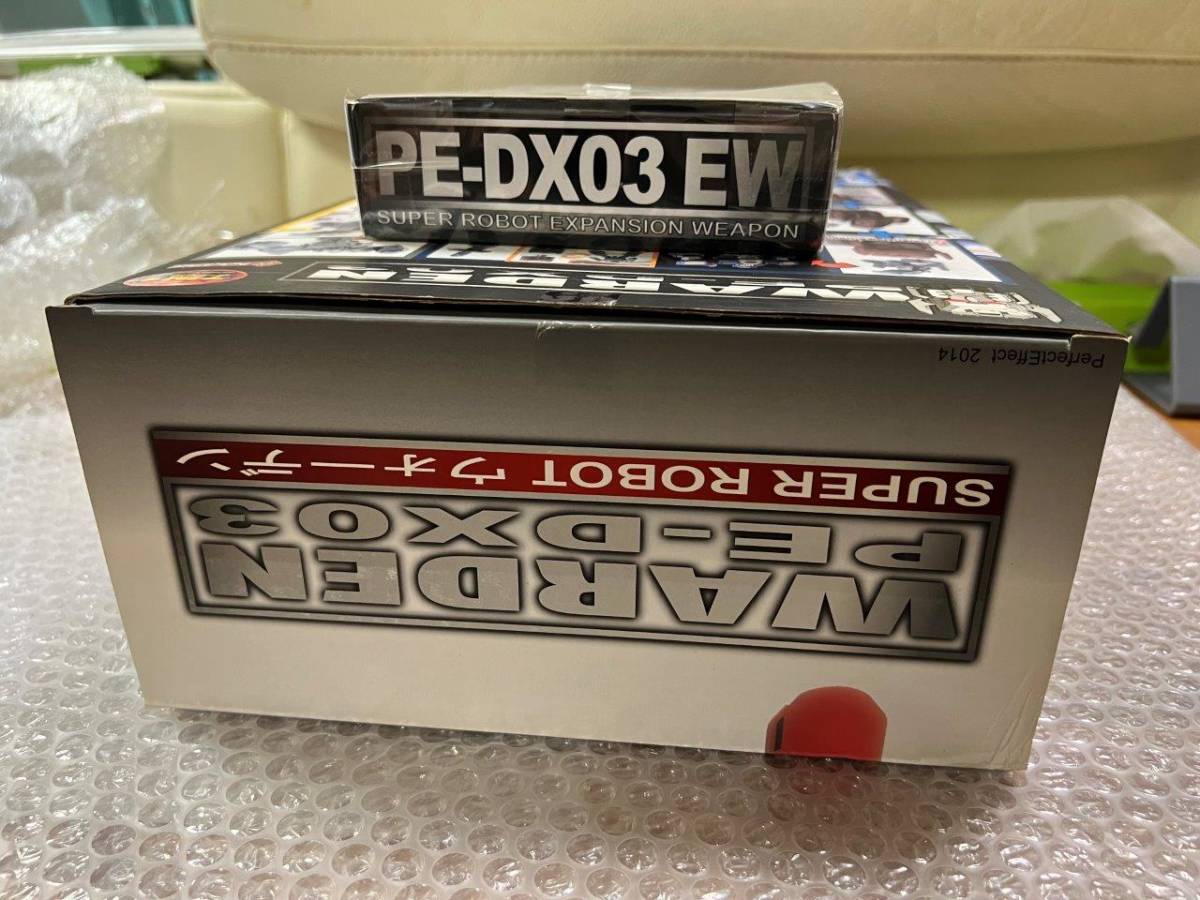 PE-DX03 EW
SUPER ROBOT EXPANSION WEAPON
WARDEN
PerfectEffect 2014
WARDEN
PE-DX03
SUPER ROBOT ウォーデン